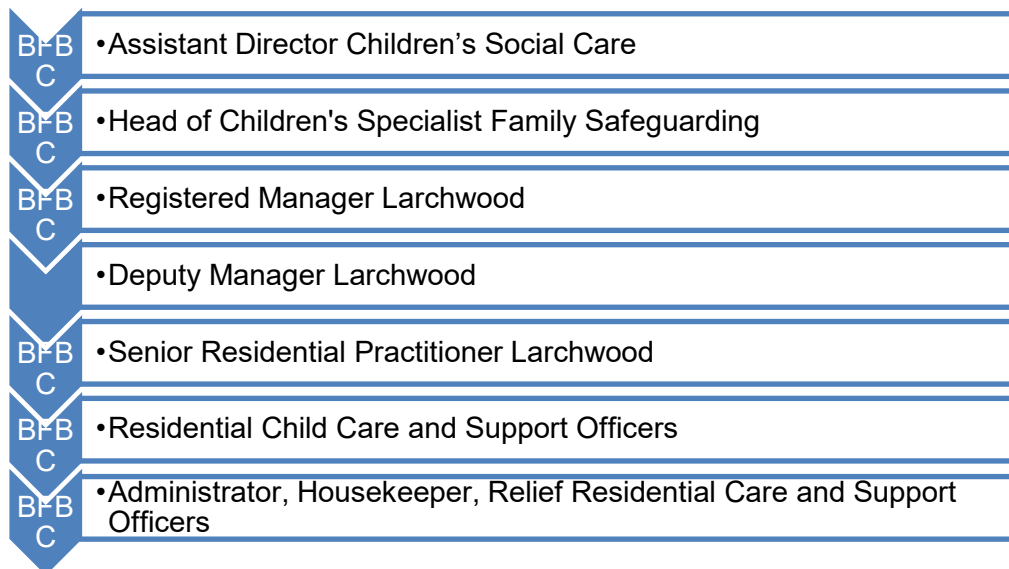 BFB
C
•Assistant Director Children’s Social Care
BFB
C
•Head of Children's Specialist Family Safeguarding
BFB
C
•Registered Manager Larchwood
•Deputy Manager Larchwood
BFB
C
•Senior Residential Practitioner Larchwood
BFB
C
•Residential Child Care and Support Officers
BFB
C
•Administrator, Housekeeper, Relief Residential Care and Support
Officers